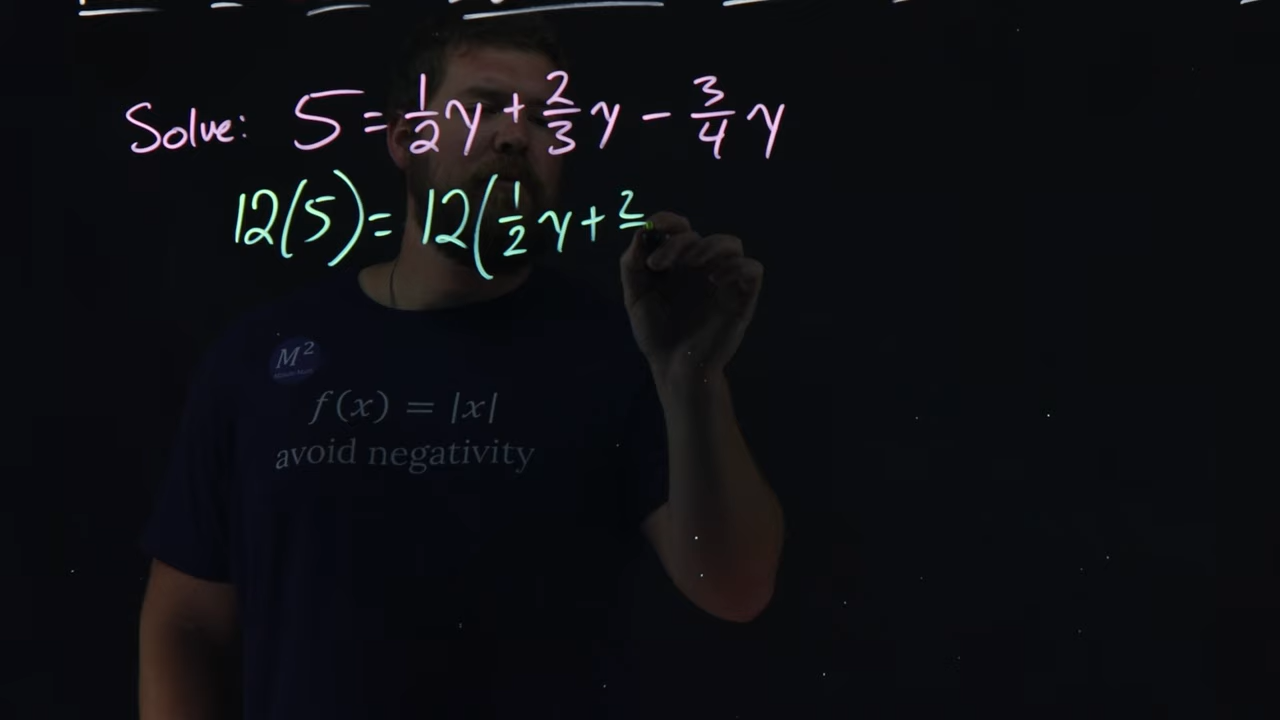 Solve: 5 = 1/2 y + 2/3 y - 3/4 y
12(5) = 12(1/2 y + 2
M²
f(x) = |x|
avoid negativity